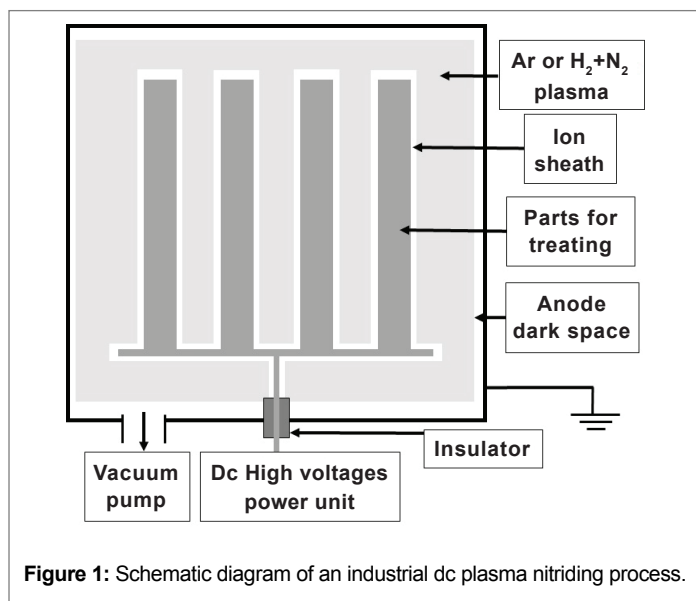 Ar or H₂+N₂
plasma
Ion
sheath
Parts for
treating
Anode
dark space
Insulator
Vacuum
pump
Dc High voltages
power unit
Figure 1: Schematic diagram of an industrial dc plasma nitriding process.